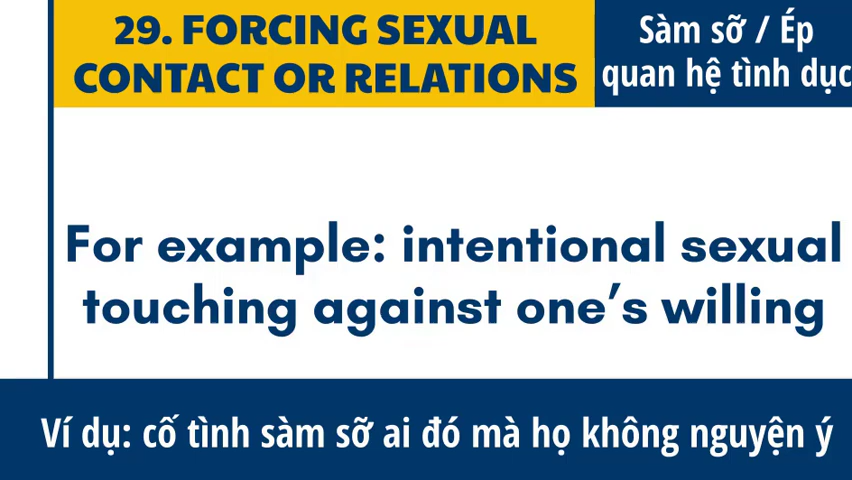 29. FORCING SEXUAL
CONTACT OR RELATIONS
Sàm sỡ / Ép
quan hệ tình dục
For example: intentional sexual
touching against one’s willing
Ví dụ: cố tình sàm sỡ ai đó mà họ không nguyện ý